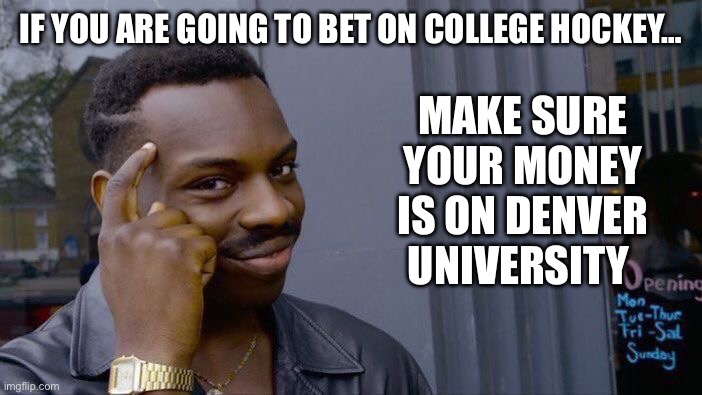 IF YOU ARE GOING TO BET ON COLLEGE HOCKEY...
MAKE SURE
YOUR MONEY
IS ON DENVER
UNIVERSITY
Opening
Mon
Tue-Thur
Fri-Sat
Sunday
imgflip.com